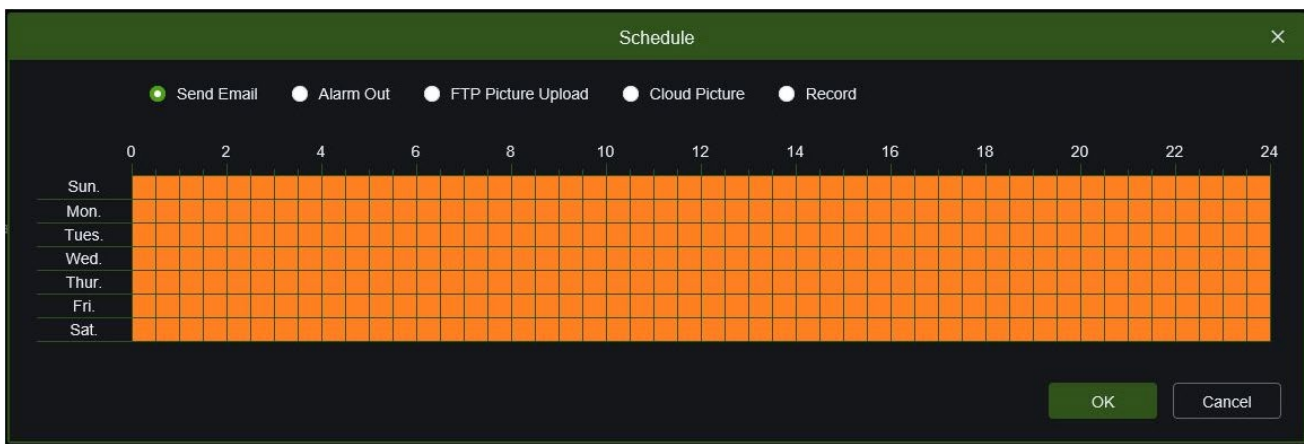 Schedule
Send Email Alarm Out FTP Picture Upload Cloud Picture Record
0 2 4 6 8 10 12 14 16 18 20 22 24
Sun.
Mon.
Tues.
Wed.
Thur.
Fri.
Sat.
OK Cancel